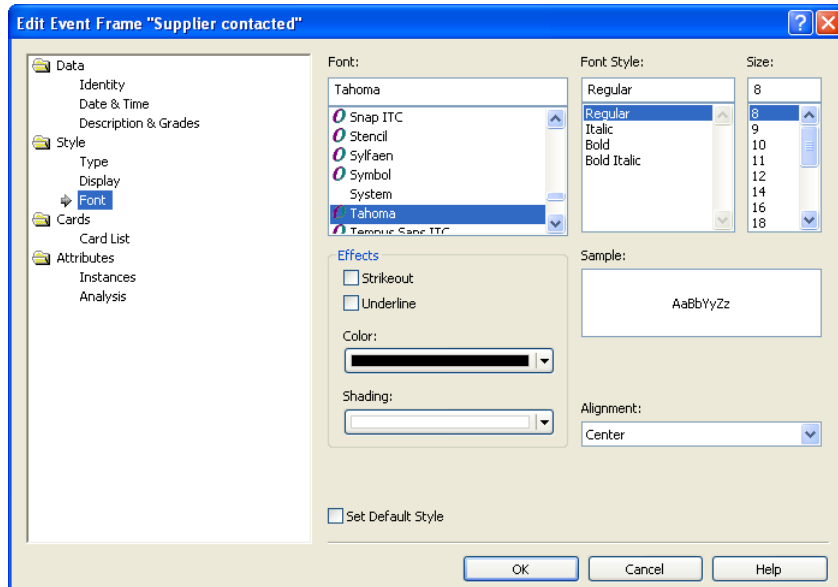 Edit Event Frame "Supplier contacted"
Data
Identity
Date & Time
Description & Grades
Style
Type
Display
Font
Cards
Card List
Attributes
Instances
Analysis
Font:
Tahoma
Snap ITC
Stencil
Sylfaen
Symbol
System
Tahoma
Tempus Sans ITC
Font Style:
Regular
Regular
Italic
Bold
Bold Italic
Size:
8
8
9
10
11
12
14
16
18
Effects
Strikeout
Underline
Color:
Shading:
Sample:
AaBbYyZz
Alignment:
Center
Set Default Style
OK Cancel Help